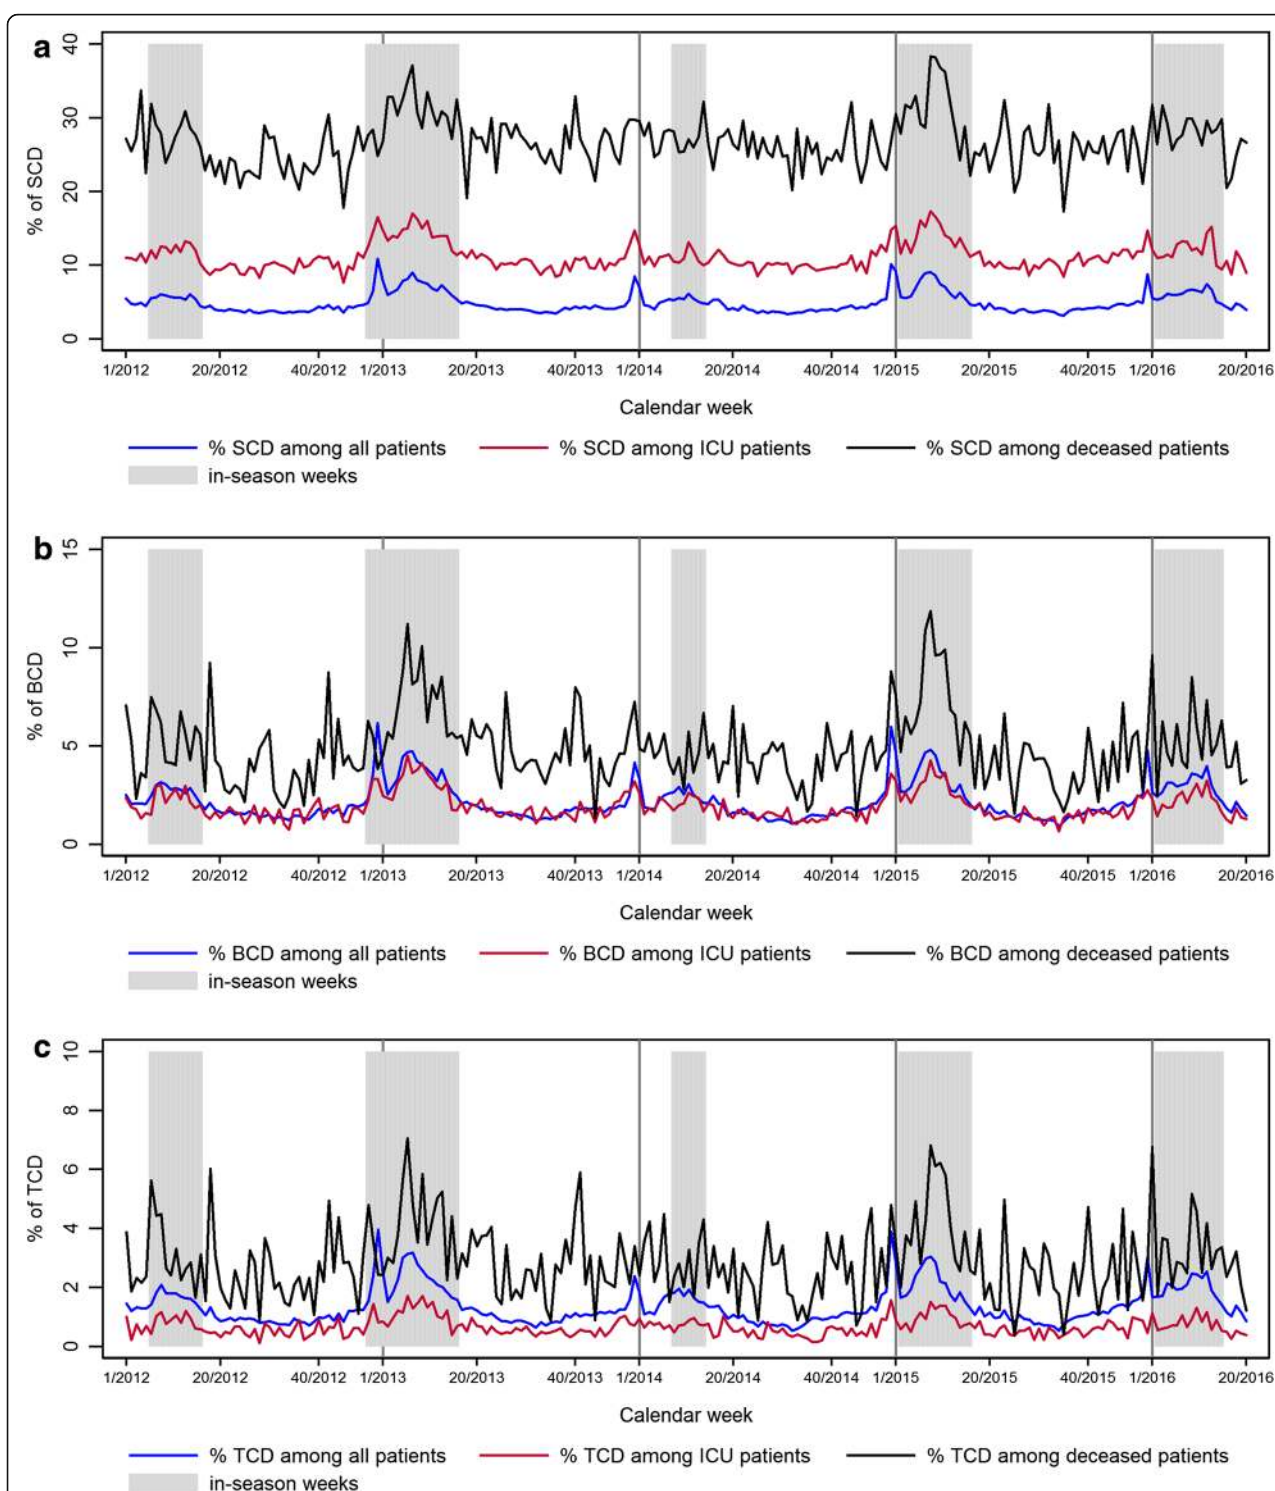 a
40
30
20
10
0
% of SCD
1/2012 20/2012 40/2012 1/2013 20/2013 40/2013 1/2014 20/2014 40/2014 1/2015 20/2015 40/2015 1/2016 20/2016
Calendar week
% SCD among all patients % SCD among ICU patients % SCD among deceased patients
in-season weeks
b
15
10
5
0
% of BCD
1/2012 20/2012 40/2012 1/2013 20/2013 40/2013 1/2014 20/2014 40/2014 1/2015 20/2015 40/2015 1/2016 20/2016
Calendar week
% BCD among all patients % BCD among ICU patients % BCD among deceased patients
in-season weeks
c
10
8
6
4
2
0
% of TCD
1/2012 20/2012 40/2012 1/2013 20/2013 40/2013 1/2014 20/2014 40/2014 1/2015 20/2015 40/2015 1/2016 20/2016
Calendar week
% TCD among all patients % TCD among ICU patients % TCD among deceased patients
in-season weeks